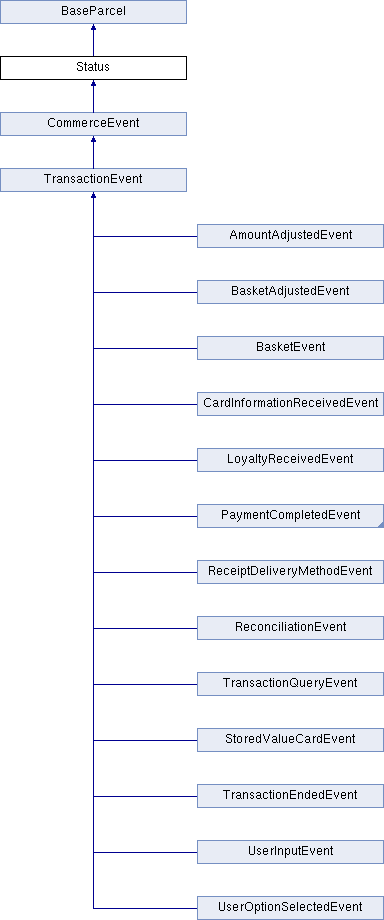 BaseParcel
Status
CommerceEvent
TransactionEvent
AmountAdjustedEvent
BasketAdjustedEvent
BasketEvent
CardInformationReceivedEvent
LoyaltyReceivedEvent
PaymentCompletedEvent
ReceiptDeliveryMethodEvent
ReconciliationEvent
TransactionQueryEvent
StoredValueCardEvent
TransactionEndedEvent
UserInputEvent
UserOptionSelectedEvent